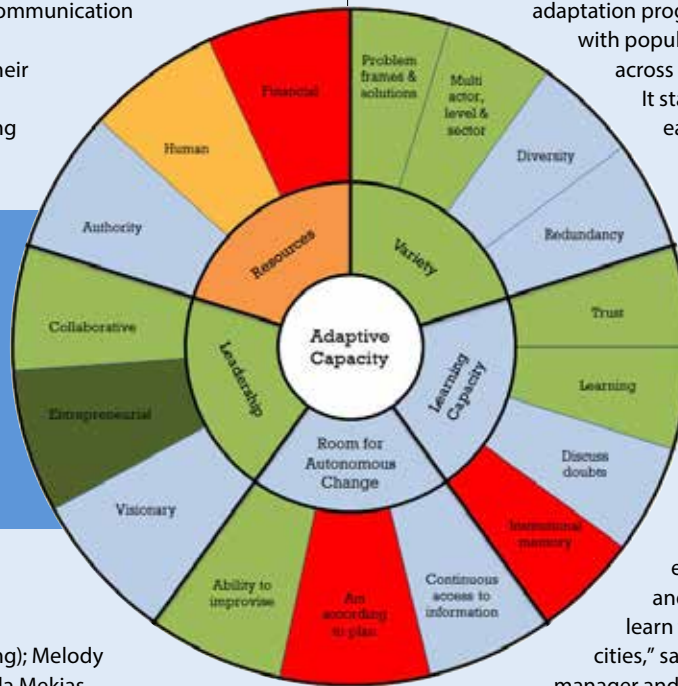 ommunication
heir
ng
Financial
Human
Authority
Resources
Problem
frames &
solutions
Multi
actor,
level &
sector
Diversity
Redundancy
Variety
Trust
Learning
Discuss
doubts
Institutional
memory
Learning
Capacity
Adaptive
Capacity
Room for
Autonomous
Change
Continuous
access to
information
according
to plan
Ability to
improvise
Leadership
Collaborative
Entrepreneurial
Visionary
ng); Melody
la Mekias
adaptation prog
with popul
across
It sta
ea
e
and
learn
cities,” sa
manager and